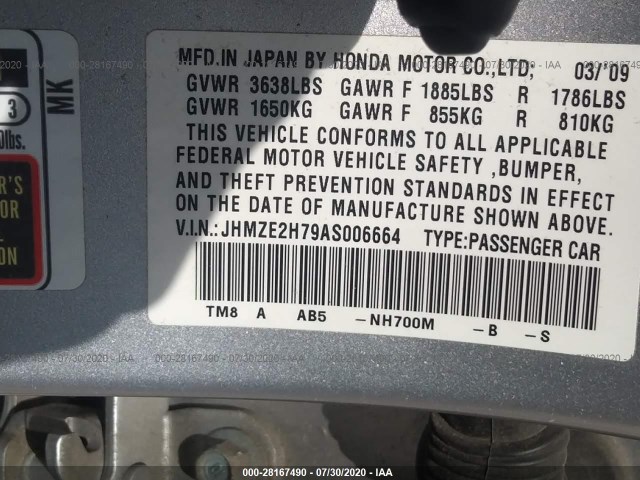 MFD.IN JAPAN BY HONDA MOTOR CO.,LTD, 03/'09
GVWR 3638LBS GAWR F 1885LBS R 1786LBS
GVWR 1650KG GAWR F 855KG R 810KG
THIS VEHICLE CONFORMS TO ALL APPLICABLE
FEDERAL MOTOR VEHICLE SAFETY ,BUMPER,
AND THEFT PREVENTION STANDARDS IN EFFECT
ON THE DATE OF MANUFACTURE SHOWN ABOVE.
V.I.N.:JHMZE2H79AS006664 TYPE:PASSENGER CAR
TM8 A AB5 -NH700M -B -S
MK
3
000-28167490 - 07/30/2020 - IAA